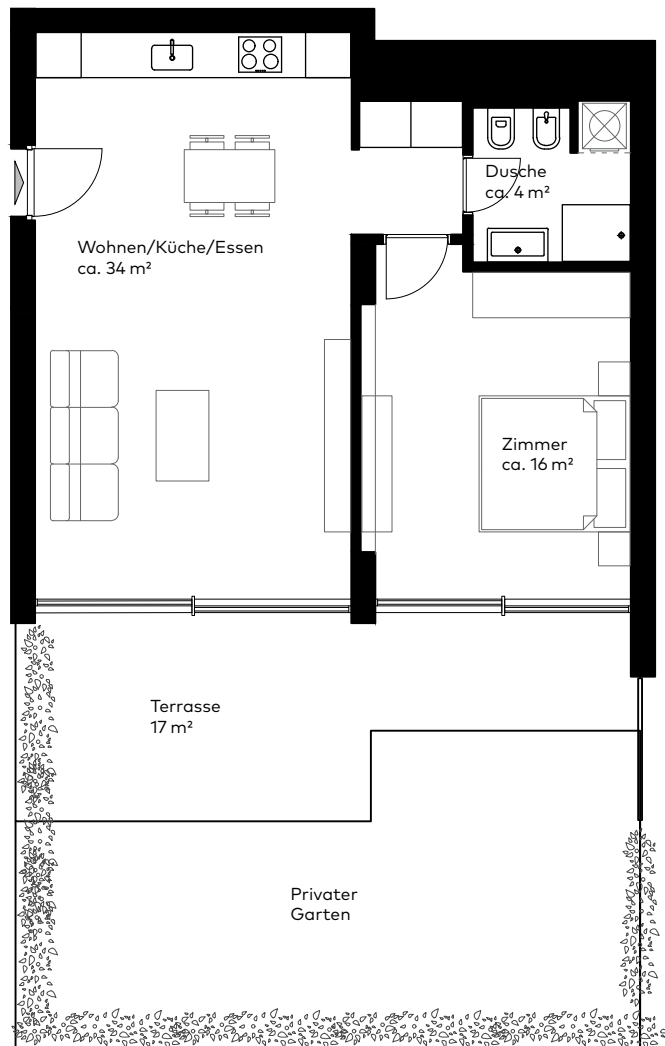 Dusche
ca. 4 m²
Wohnen/Küche/Essen
ca. 34 m²
Zimmer
ca. 16 m²
Terrasse
17 m²
Privater
Garten